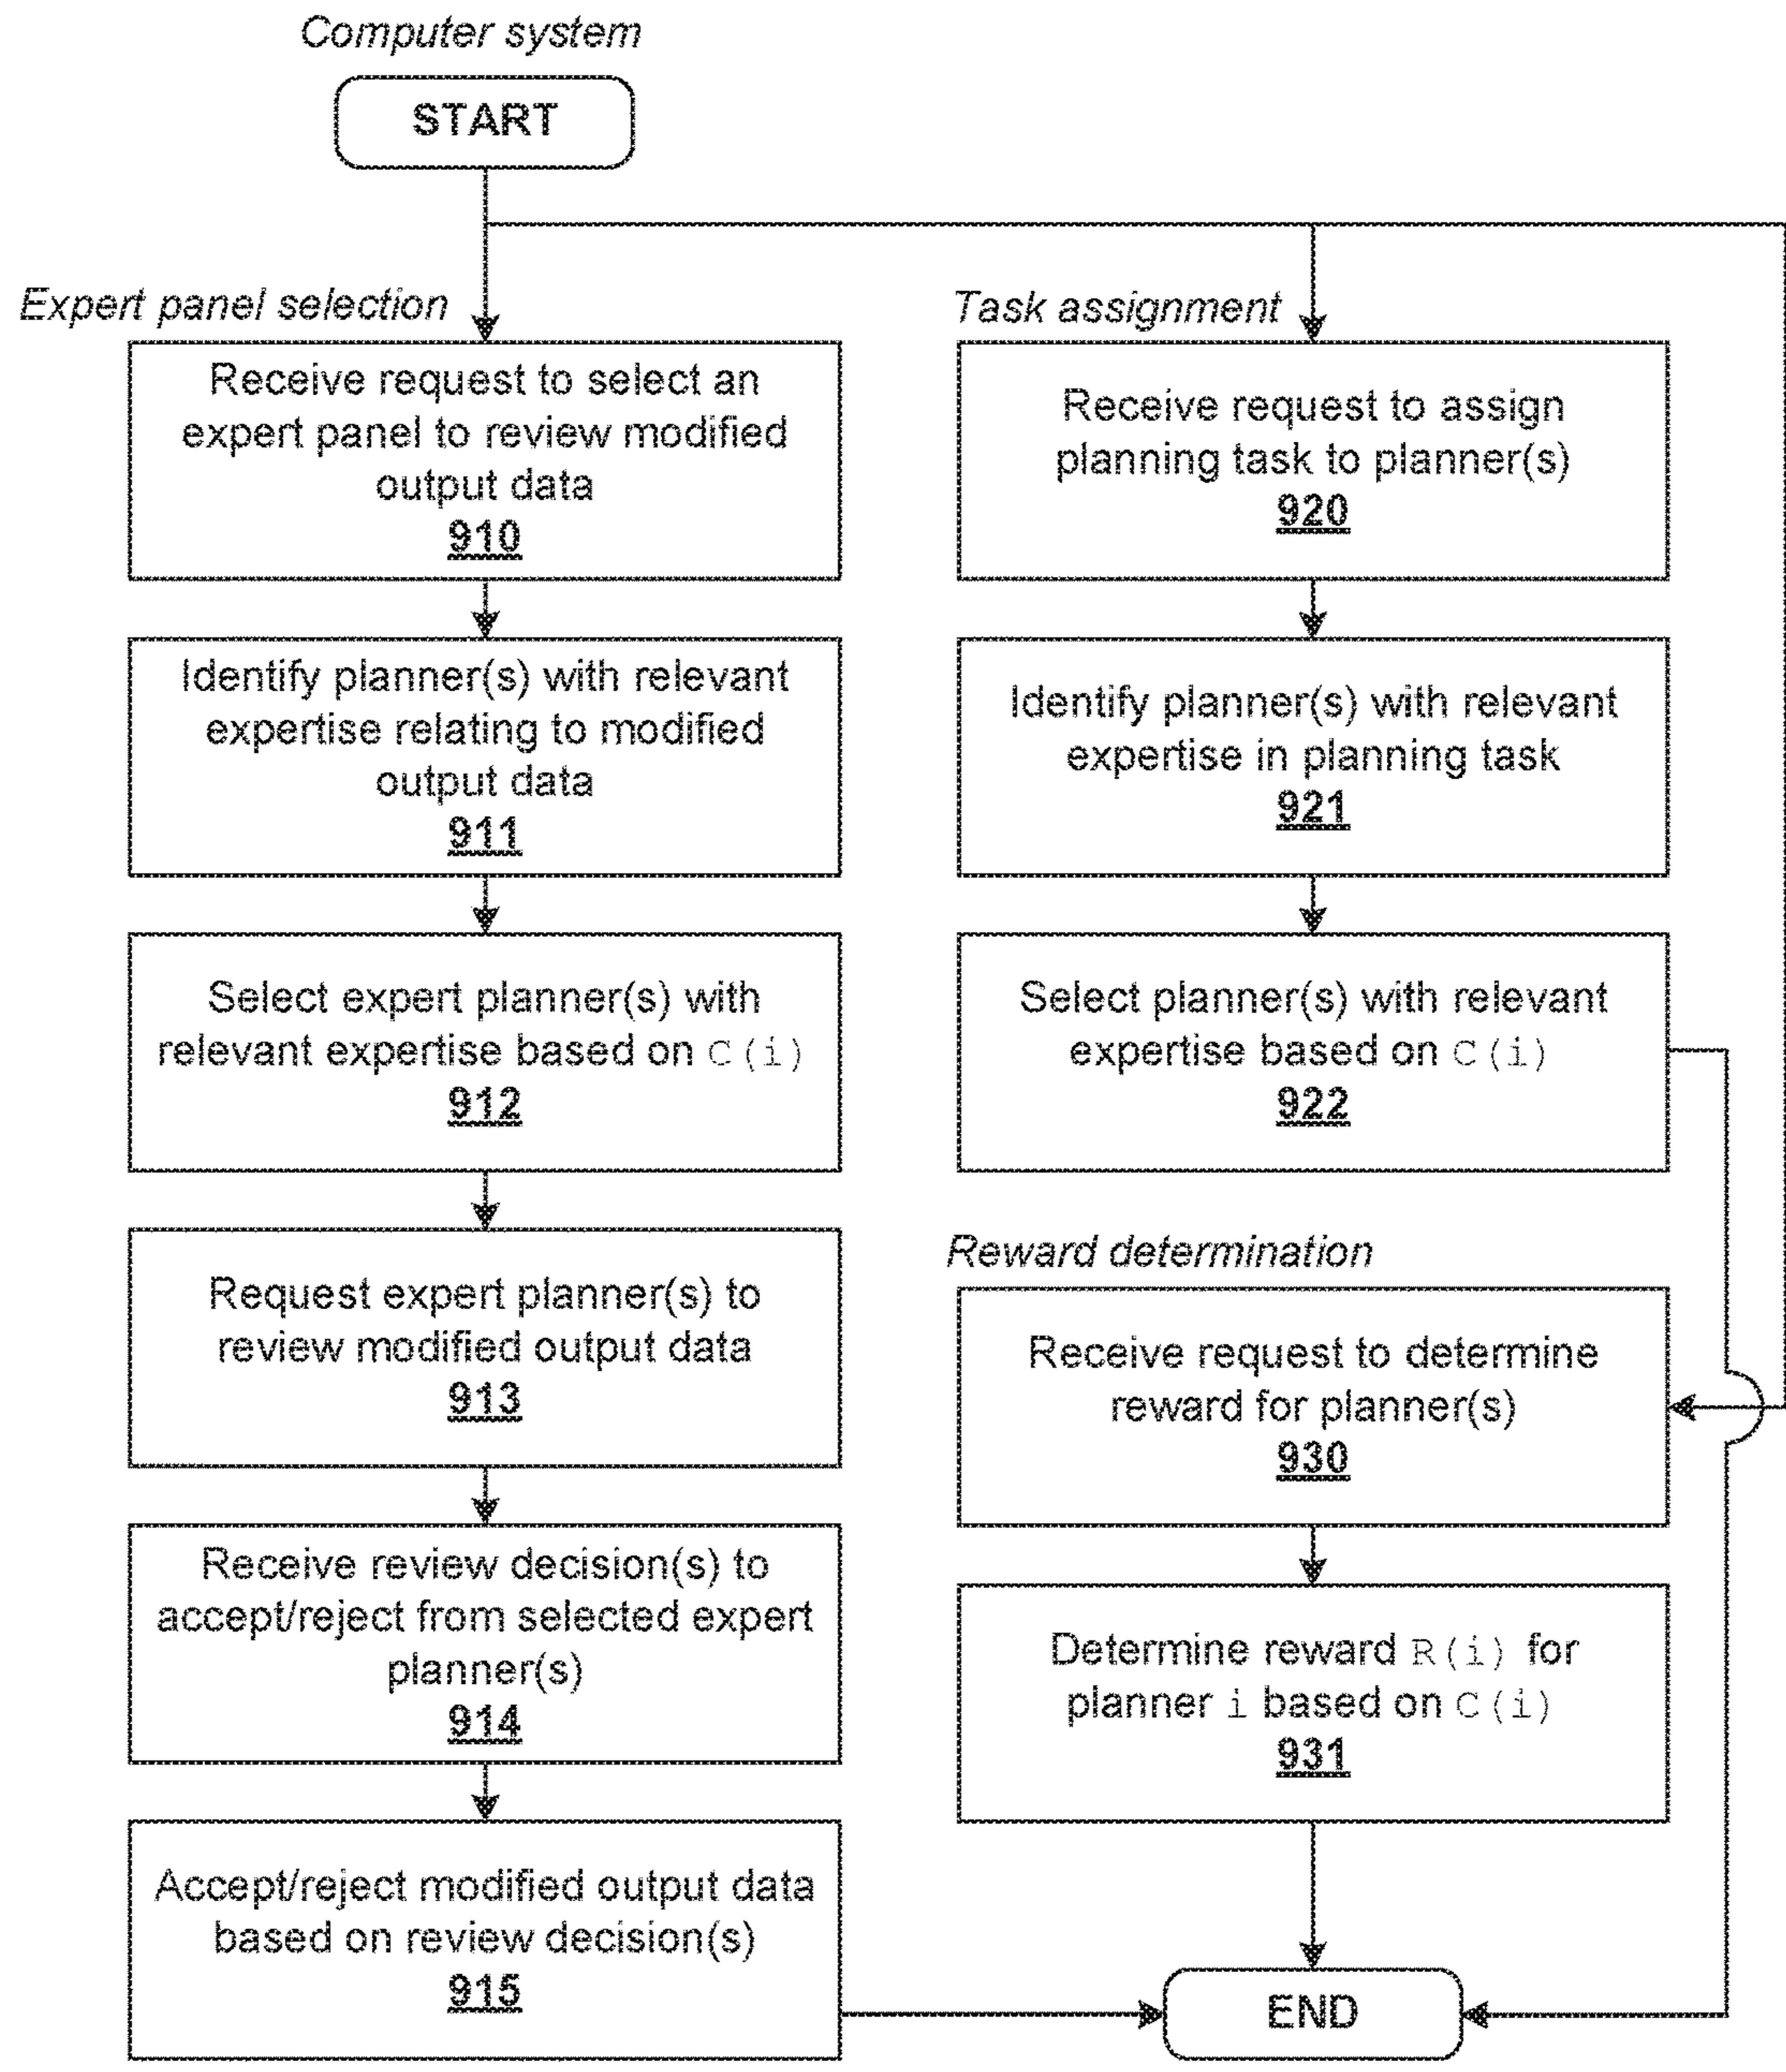 Computer system
START
Expert panel selection
Receive request to select an
expert panel to review modified
output data
910
Identify planner(s) with relevant
expertise relating to modified
output data
911
Select expert planner(s) with
relevant expertise based on C(i)
912
Request expert planner(s) to
review modified output data
913
Receive review decision(s) to
accept/reject from selected expert
planner(s)
914
Accept/reject modified output data
based on review decision(s)
915
Task assignment
Receive request to assign
planning task to planner(s)
920
Identify planner(s) with relevant
expertise in planning task
921
Select planner(s) with relevant
expertise based on C(i)
922
Reward determination
Receive request to determine
reward for planner(s)
930
Determine reward R(i) for
planner i based on C(i)
931
END